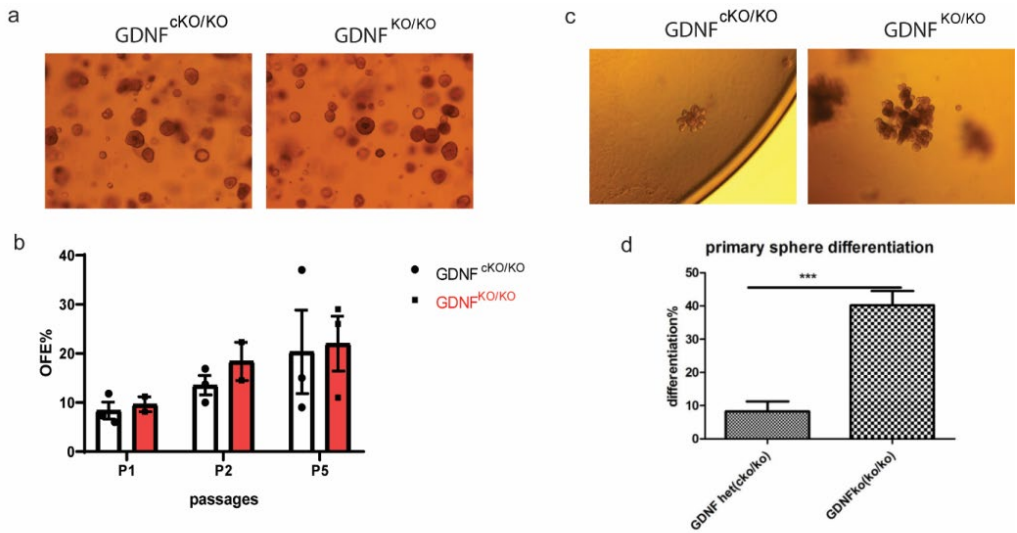 a
GDNF^cKO/KO
GDNF^KO/KO
c
GDNF^cKO/KO
GDNF^KO/KO
b
40
30
20
10
0
OFE%
P1
P2
P5
passages
GDNF^cKO/KO
GDNF^KO/KO
d
primary sphere differentiation
***
50
40
30
20
10
0
differentiation%
GDNF het(cko/ko)
GDNFko(ko/ko)